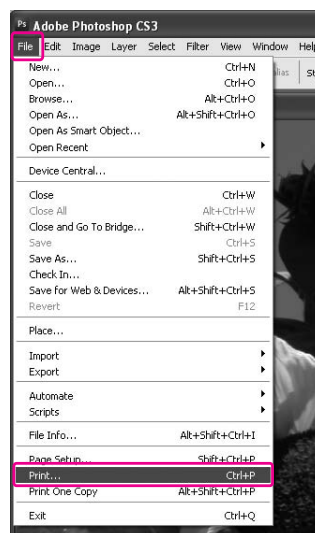 Ps Adobe Photoshop CS3
File Edit Image Layer Select Filter View Window Help
New... Ctrl+N
Open... Ctrl+O
Browse... Alt+Ctrl+O
Open As... Alt+Shift+Ctrl+O
Open As Smart Object...
Open Recent
Device Central...
Close Ctrl+W
Close All Alt+Ctrl+W
Close and Go To Bridge... Shift+Ctrl+W
Save Ctrl+S
Save As... Shift+Ctrl+S
Check In...
Save for Web & Devices... Alt+Shift+Ctrl+S
Revert F12
Place...
Import
Export
Automate
Scripts
File Info... Alt+Shift+Ctrl+I
Page Setup... Shift+Ctrl+P
Print... Ctrl+P
Print One Copy Alt+Shift+Ctrl+P
Exit Ctrl+Q